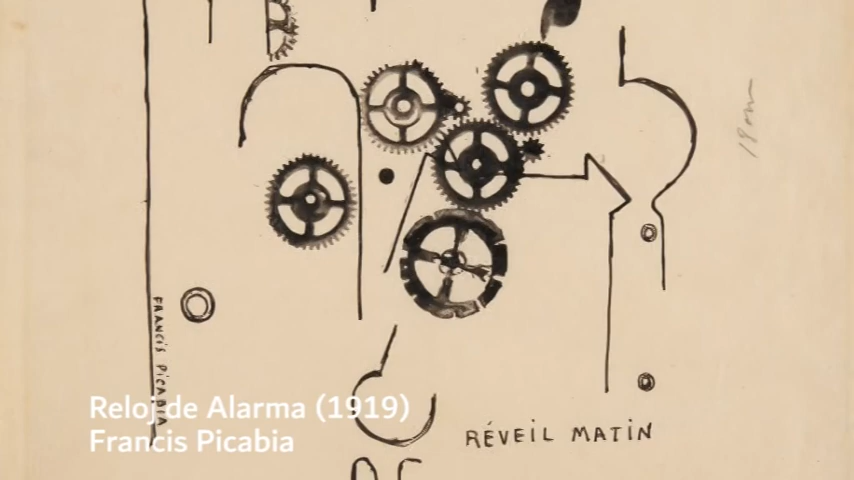 FRANCIS PICABIA
Reloj de Alarma (1919)
Francis Picabia
RÉVEIL MATIN